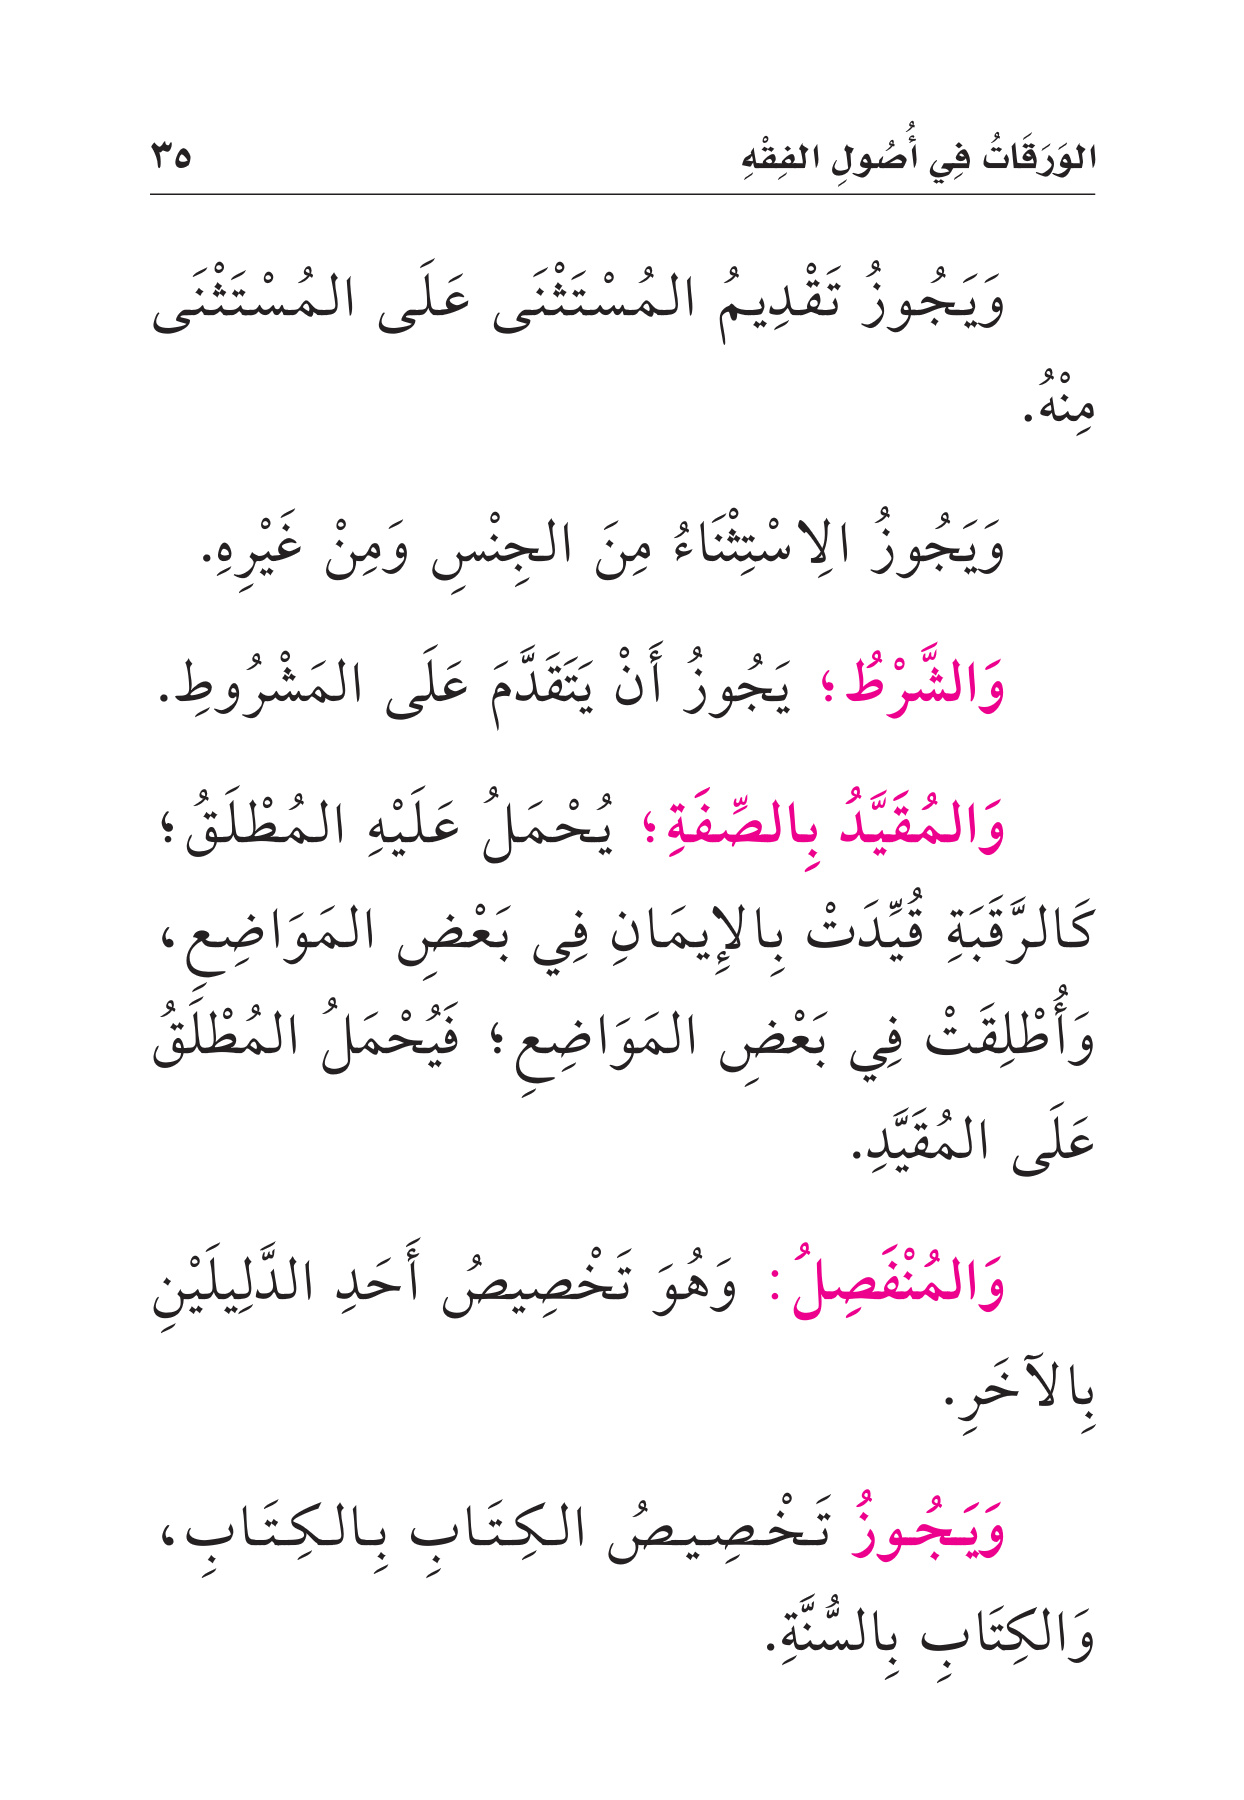 الوَرَقَاتُ فِي أُصُولِ الفِقْهِ ٣٥
وَيَجُوزُ تَقْدِيمُ المُسْتَثْنَى عَلَى المُسْتَثْنَى
مِنْهُ.
وَيَجُوزُ الِاسْتِثْنَاءُ مِنَ الجِنْسِ وَمِنْ غَيْرِهِ.
وَالشَّرْطُ؛ يَجُوزُ أَنْ يَتَقَدَّمَ عَلَى المَشْرُوطِ.
وَالمُقَيَّدُ بِالصِّفَةِ؛ يُحْمَلُ عَلَيْهِ المُطْلَقُ؛
كَالرَّقَبَةِ قُيِّدَتْ بِالإِيمَانِ فِي بَعْضِ المَوَاضِعِ،
وَأُطْلِقَتْ فِي بَعْضِ المَوَاضِعِ؛ فَيُحْمَلُ المُطْلَقُ
عَلَى المُقَيَّدِ.
وَالمُنْفَصِلُ: وَهُوَ تَخْصِيصُ أَحَدِ الدَّلِيلَيْنِ
بِالآخَرِ.
وَيَجُوزُ تَخْصِيصُ الكِتَابِ بِالكِتَابِ،
وَالكِتَابِ بِالسُّنَّةِ.